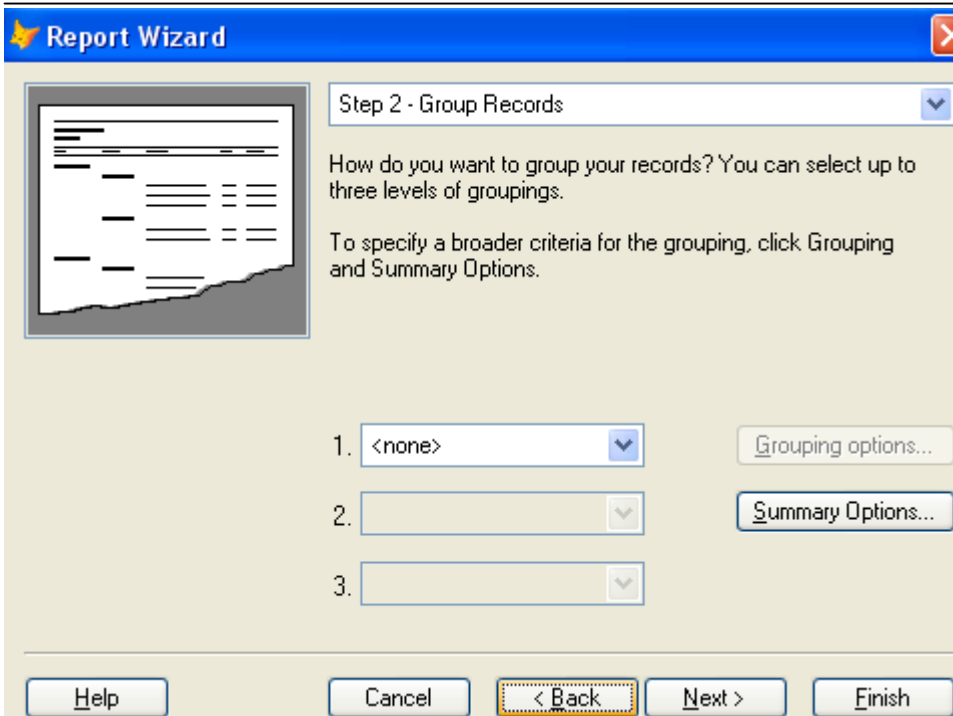 Report Wizard
Step 2 - Group Records
How do you want to group your records? You can select up to
three levels of groupings.
To specify a broader criteria for the grouping, click Grouping
and Summary Options.
1. <none> Grouping options...
2. Summary Options...
3.
Help Cancel < Back Next > Finish